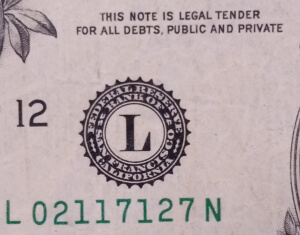 THIS NOTE IS LEGAL TENDER
FOR ALL DEBTS, PUBLIC AND PRIVATE
12
FEDERAL RESERVE
BANK OF
L
SAN FRANCISCO
CALIFORNIA
L 02117127 N